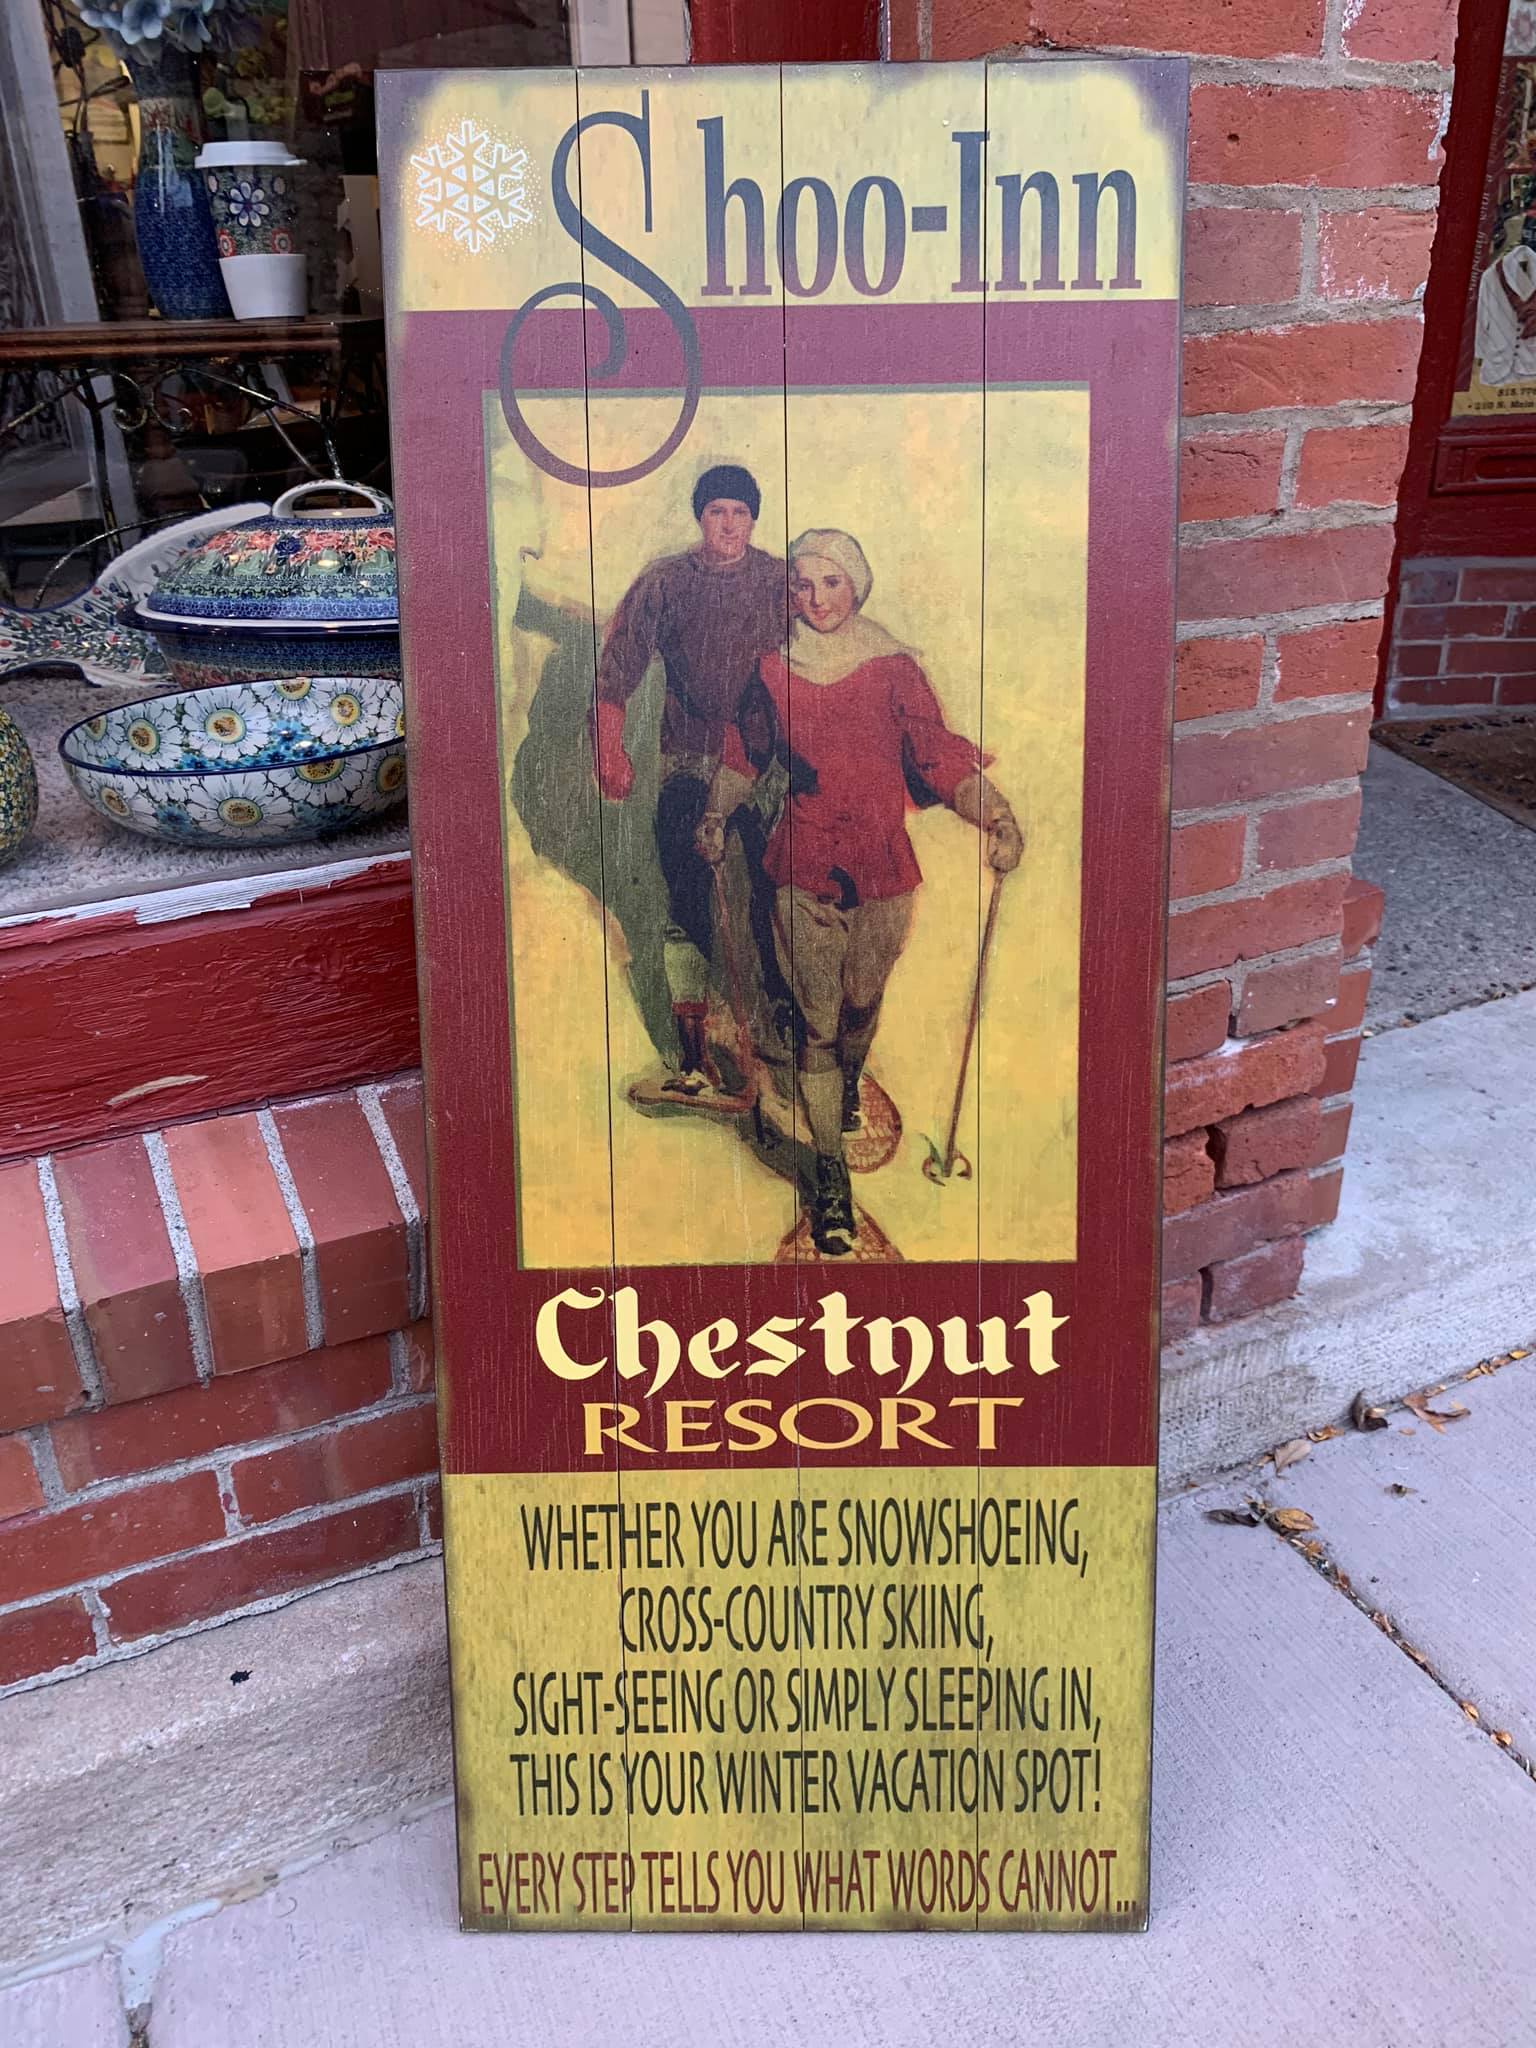 Shoo-Inn
Chestnut
RESORT
WHETHER YOU ARE SNOWSHOEING,
CROSS-COUNTRY SKIING,
SIGHT-SEEING OR SIMPLY SLEEPING IN,
THIS IS YOUR WINTER VACATION SPOT!
EVERY STEP TELLS YOU WHAT WORDS CANNOT...